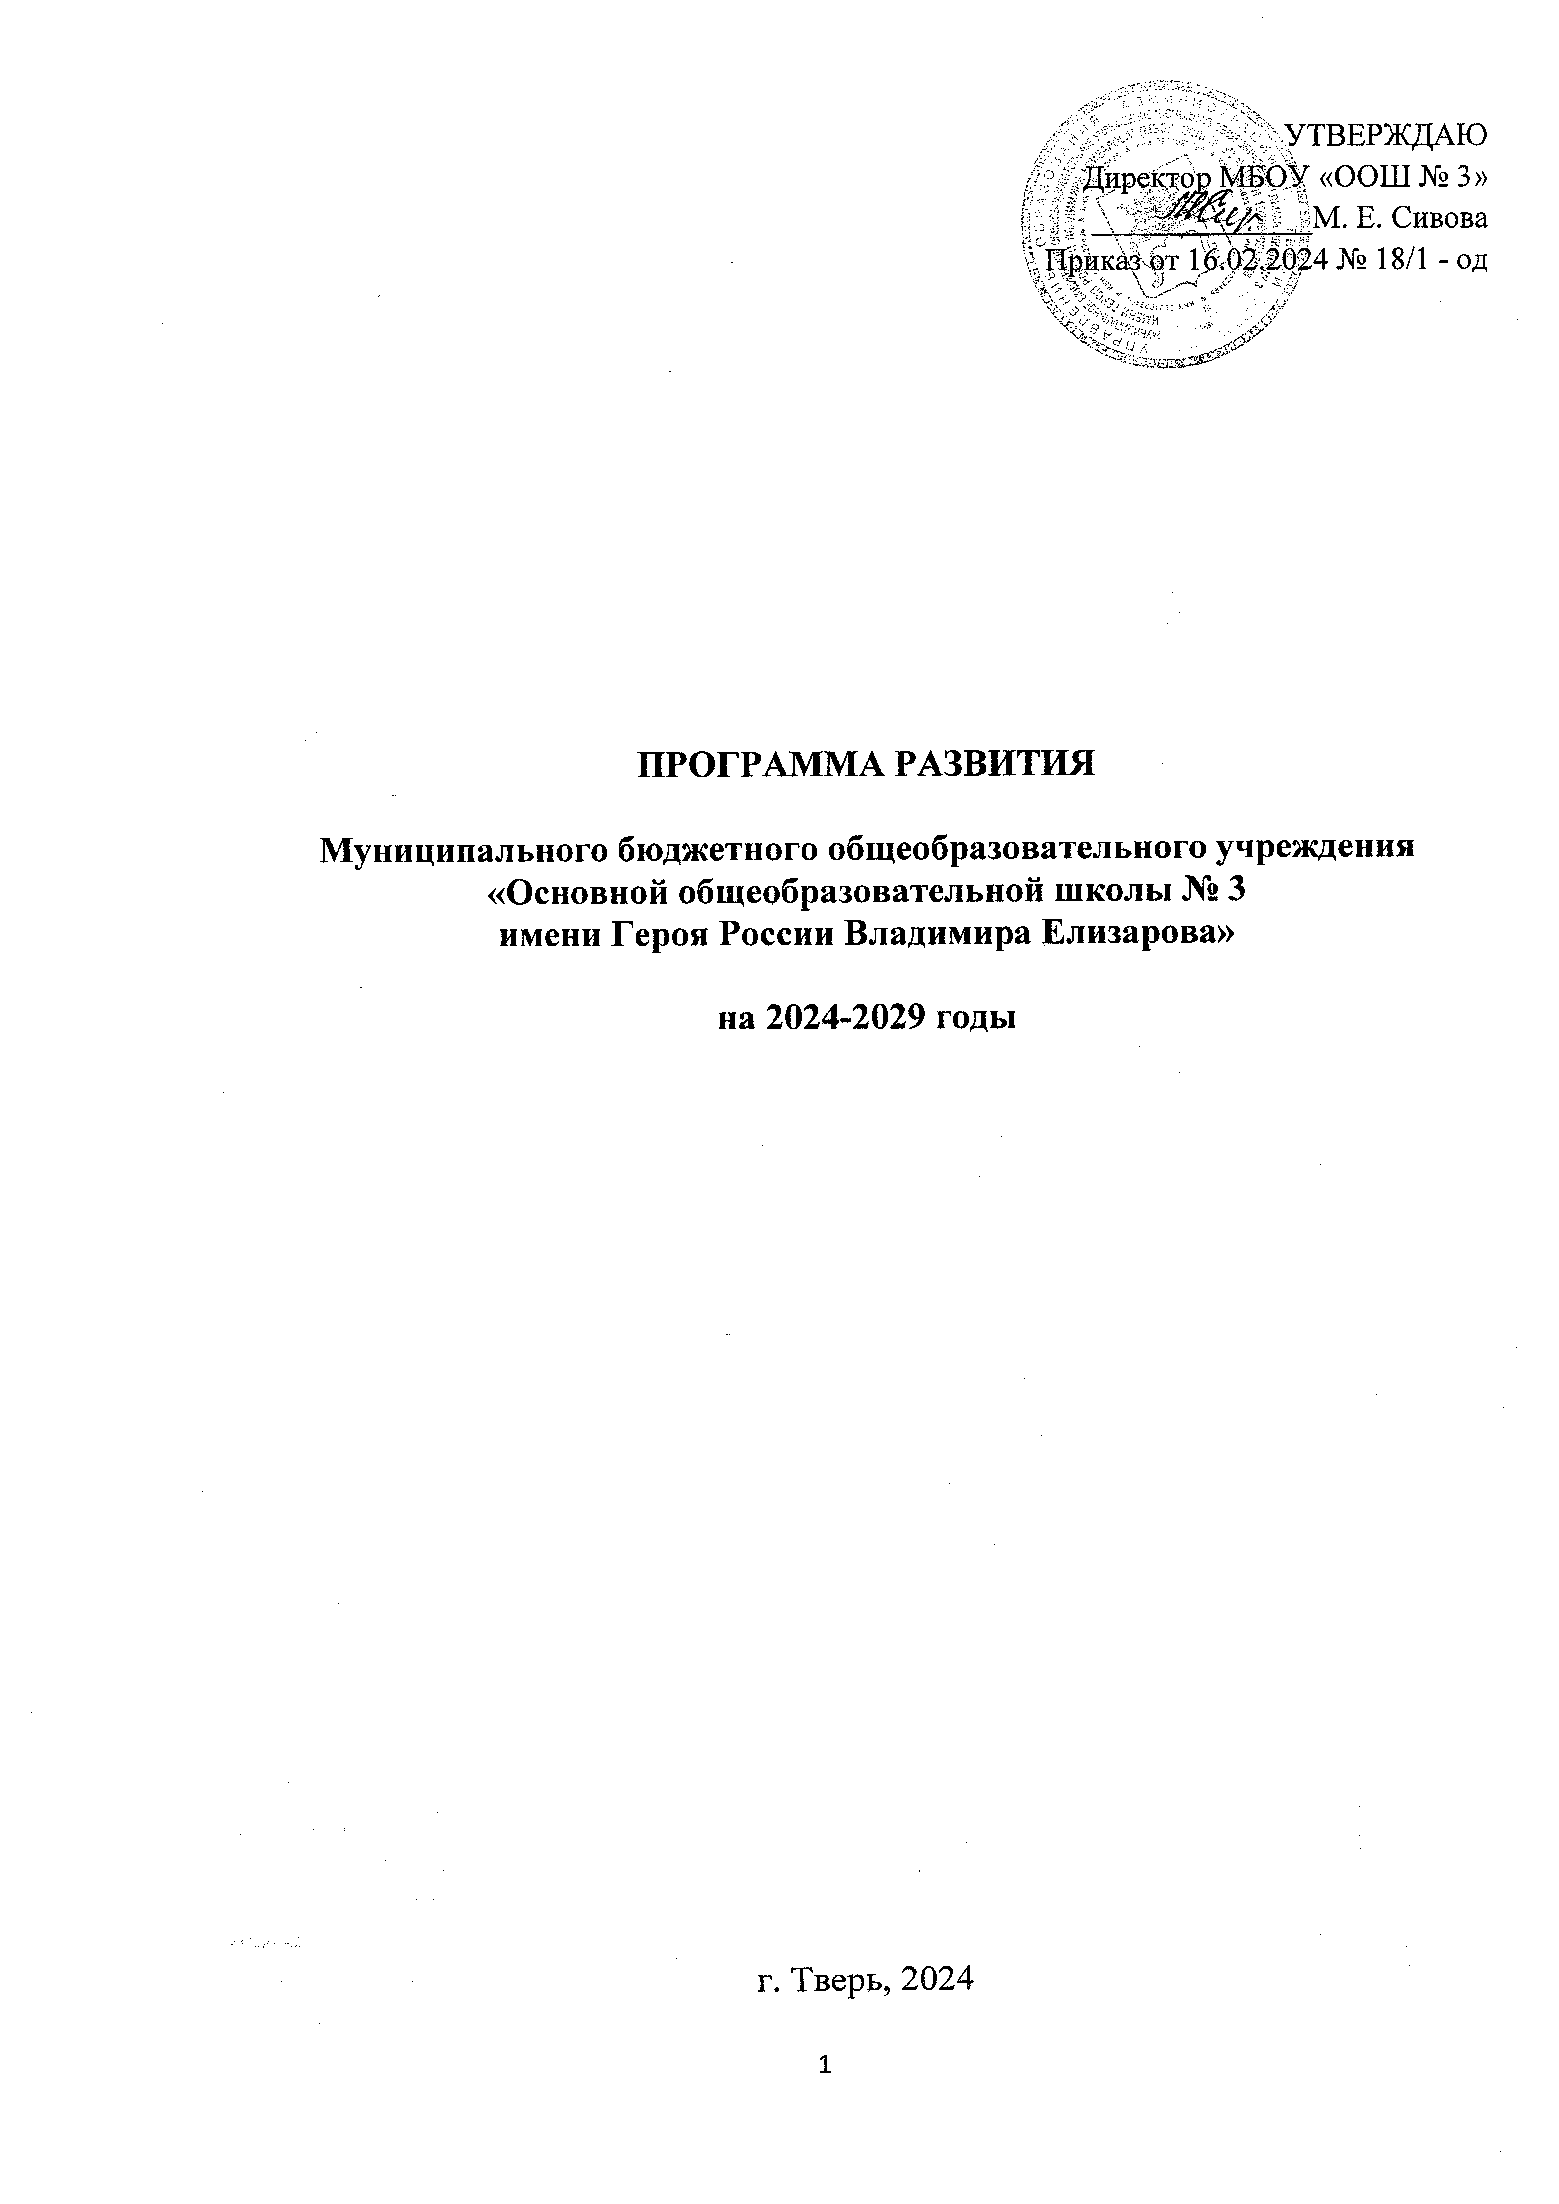 УТВЕРЖДАЮ
Директор МБОУ «ООШ № 3»
М. Е. Сивова
Приказ от 16.02.2024 № 18/1 - од
ПРОГРАММА РАЗВИТИЯ
Муниципального бюджетного общеобразовательного учреждения
«Основной общеобразовательной школы № 3
имени Героя России Владимира Елизарова»
на 2024-2029 годы
г. Тверь, 2024
1